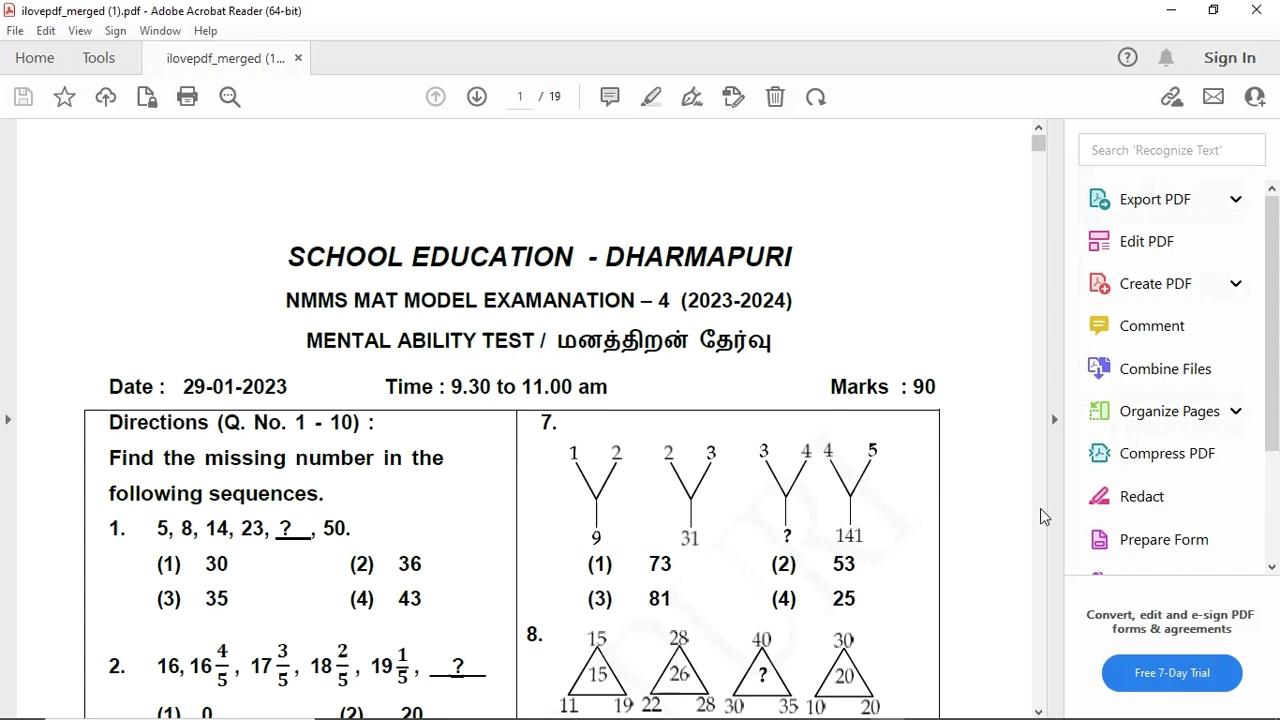 ilovepdf_merged (1).pdf - Adobe Acrobat Reader (64-bit)
File Edit View Sign Window Help
Home Tools ilovepdf_merged (1... × Sign In
1 / 19
Search 'Recognize Text'
Export PDF
Edit PDF
Create PDF
Comment
Combine Files
Organize Pages
Compress PDF
Redact
Prepare Form
Convert, edit and e-sign PDF
forms & agreements
Free 7-Day Trial
SCHOOL EDUCATION - DHARMAPURI
NMMS MAT MODEL EXAMANATION – 4 (2023-2024)
MENTAL ABILITY TEST / மனத்திறன் தேர்வு
Date : 29-01-2023 Time : 9.30 to 11.00 am Marks : 90
Directions (Q. No. 1 - 10) :
Find the missing number in the
following sequences.
1. 5, 8, 14, 23, ? , 50.
(1) 30 (2) 36
(3) 35 (4) 43
2. 16, 16 4/5 , 17 3/5 , 18 2/5 , 19 1/5 , ?
(1) 0 (2) 20
7.
1 2 2 3 3 4 4 5
9 31 ? 141
(1) 73 (2) 53
(3) 81 (4) 25
8.
15 28 40 30
15 26 ? 20
11 19 22 28 30 35 10 20